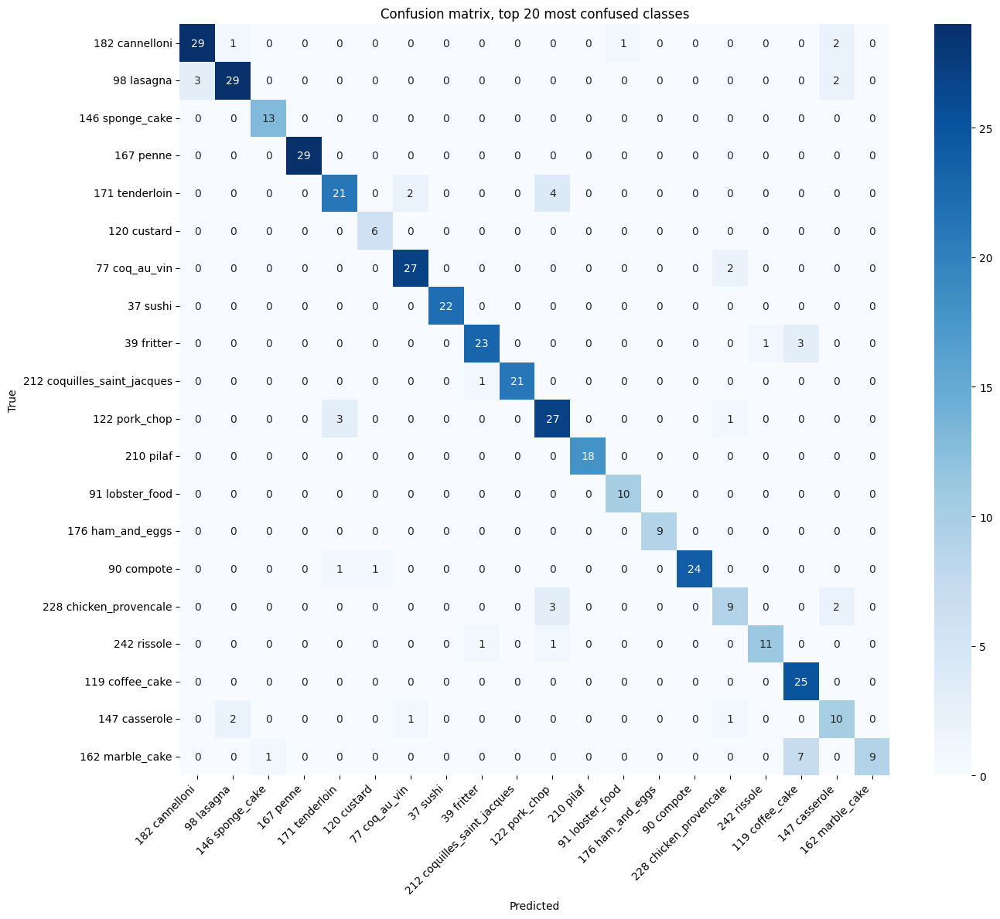 Confusion matrix, top 20 most confused classes
182 cannelloni 29 1 0 0 0 0 0 0 0 0 0 0 1 0 0 0 0 0 2 0
98 lasagna 3 29 0 0 0 0 0 0 0 0 0 0 0 0 0 0 0 0 2 0
146 sponge_cake 0 0 13 0 0 0 0 0 0 0 0 0 0 0 0 0 0 0 0 0
167 penne 0 0 0 29 0 0 0 0 0 0 0 0 0 0 0 0 0 0 0 0
171 tenderloin 0 0 0 0 21 0 2 0 0 0 4 0 0 0 0 0 0 0 0 0
120 custard 0 0 0 0 0 6 0 0 0 0 0 0 0 0 0 0 0 0 0 0
77 coq_au_vin 0 0 0 0 0 0 27 0 0 0 0 0 0 0 0 2 0 0 0 0
37 sushi 0 0 0 0 0 0 0 22 0 0 0 0 0 0 0 0 0 0 0 0
39 fritter 0 0 0 0 0 0 0 0 23 0 0 0 0 0 0 0 1 3 0 0
212 coquilles_saint_jacques 0 0 0 0 0 0 0 0 1 21 0 0 0 0 0 0 0 0 0 0
122 pork_chop 0 0 0 0 3 0 0 0 0 0 27 0 0 0 0 1 0 0 0 0
210 pilaf 0 0 0 0 0 0 0 0 0 0 0 18 0 0 0 0 0 0 0 0
91 lobster_food 0 0 0 0 0 0 0 0 0 0 0 0 10 0 0 0 0 0 0 0
176 ham_and_eggs 0 0 0 0 0 0 0 0 0 0 0 0 0 9 0 0 0 0 0 0
90 compote 0 0 0 0 1 1 0 0 0 0 0 0 0 0 24 0 0 0 0 0
228 chicken_provencale 0 0 0 0 0 0 0 0 0 0 3 0 0 0 0 9 0 0 2 0
242 rissole 0 0 0 0 0 0 0 0 1 0 1 0 0 0 0 0 11 0 0 0
119 coffee_cake 0 0 0 0 0 0 0 0 0 0 0 0 0 0 0 0 0 25 0 0
147 casserole 0 2 0 0 0 0 1 0 0 0 0 0 0 0 0 1 0 0 10 0
162 marble_cake 0 0 1 0 0 0 0 0 0 0 0 0 0 0 0 0 0 7 0 9
True
182 cannelloni
98 lasagna
146 sponge_cake
167 penne
171 tenderloin
120 custard
77 coq_au_vin
37 sushi
39 fritter
212 coquilles_saint_jacques
122 pork_chop
210 pilaf
91 lobster_food
176 ham_and_eggs
90 compote
228 chicken_provencale
242 rissole
119 coffee_cake
147 casserole
162 marble_cake
Predicted
25
20
15
10
5
0